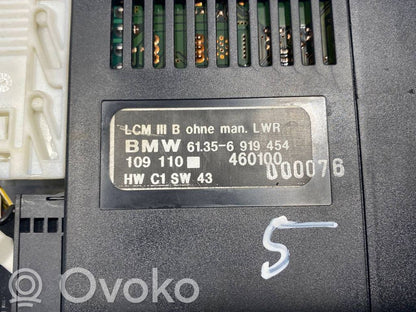 LCM III B ohne man. LWR
BMW 61.35-6 919 454
109 110 460100
000076
HW C1 SW 43
5
OVOKO